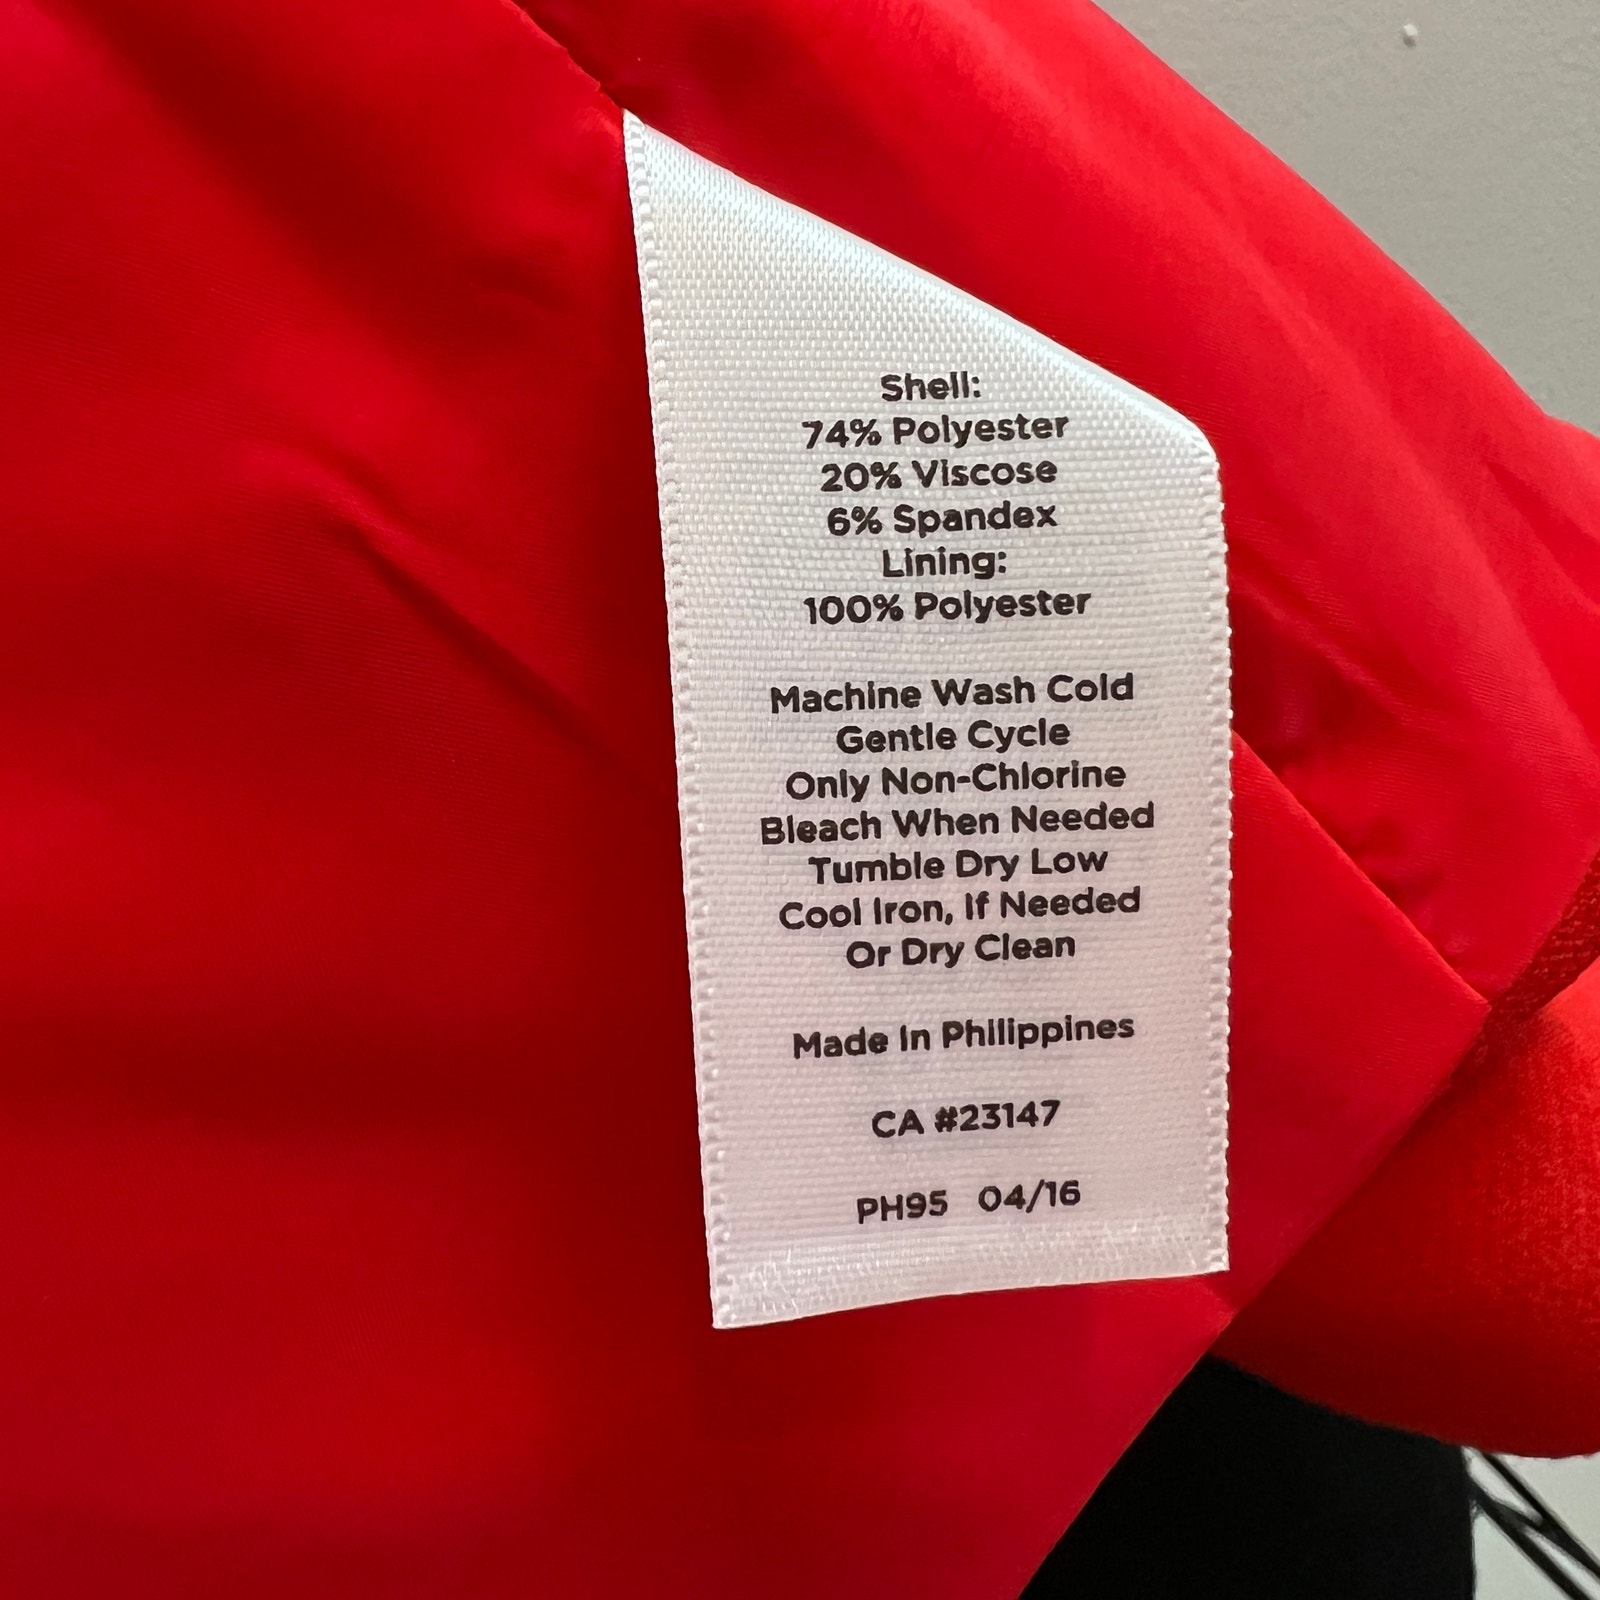 Shell:
74% Polyester
20% Viscose
6% Spandex
Lining:
100% Polyester
Machine Wash Cold
Gentle Cycle
Only Non-Chlorine
Bleach When Needed
Tumble Dry Low
Cool Iron, If Needed
Or Dry Clean
Made In Philippines
CA #23147
PH95 04/16